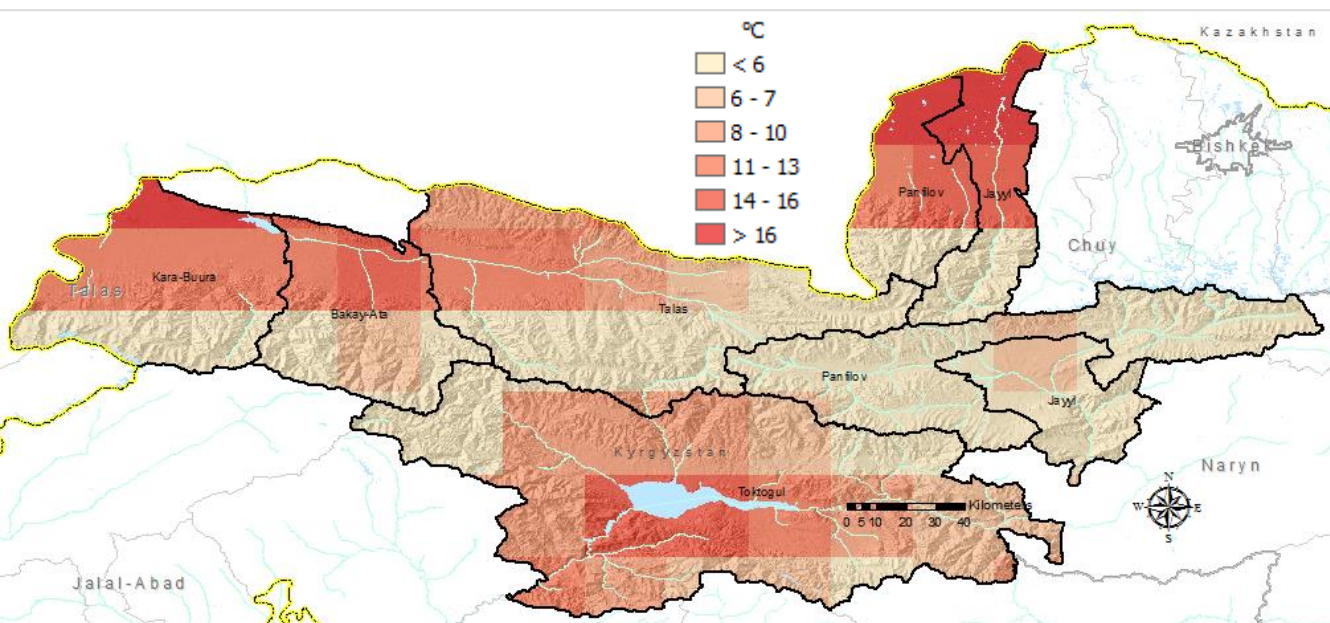 °C
< 6
6 - 7
8 - 10
11 - 13
14 - 16
> 16
Kazakhstan
Bishkek
Panfilov
Jayyl
Chuy
Kara-Buura
Talas
Bakay-Ata
Talas
Panfilov
Jayyl
Kyrgyzstan
Naryn
Toktogul
Kilometers
0 5 10 20 30 40
N
W E
S
Jalal-Abad